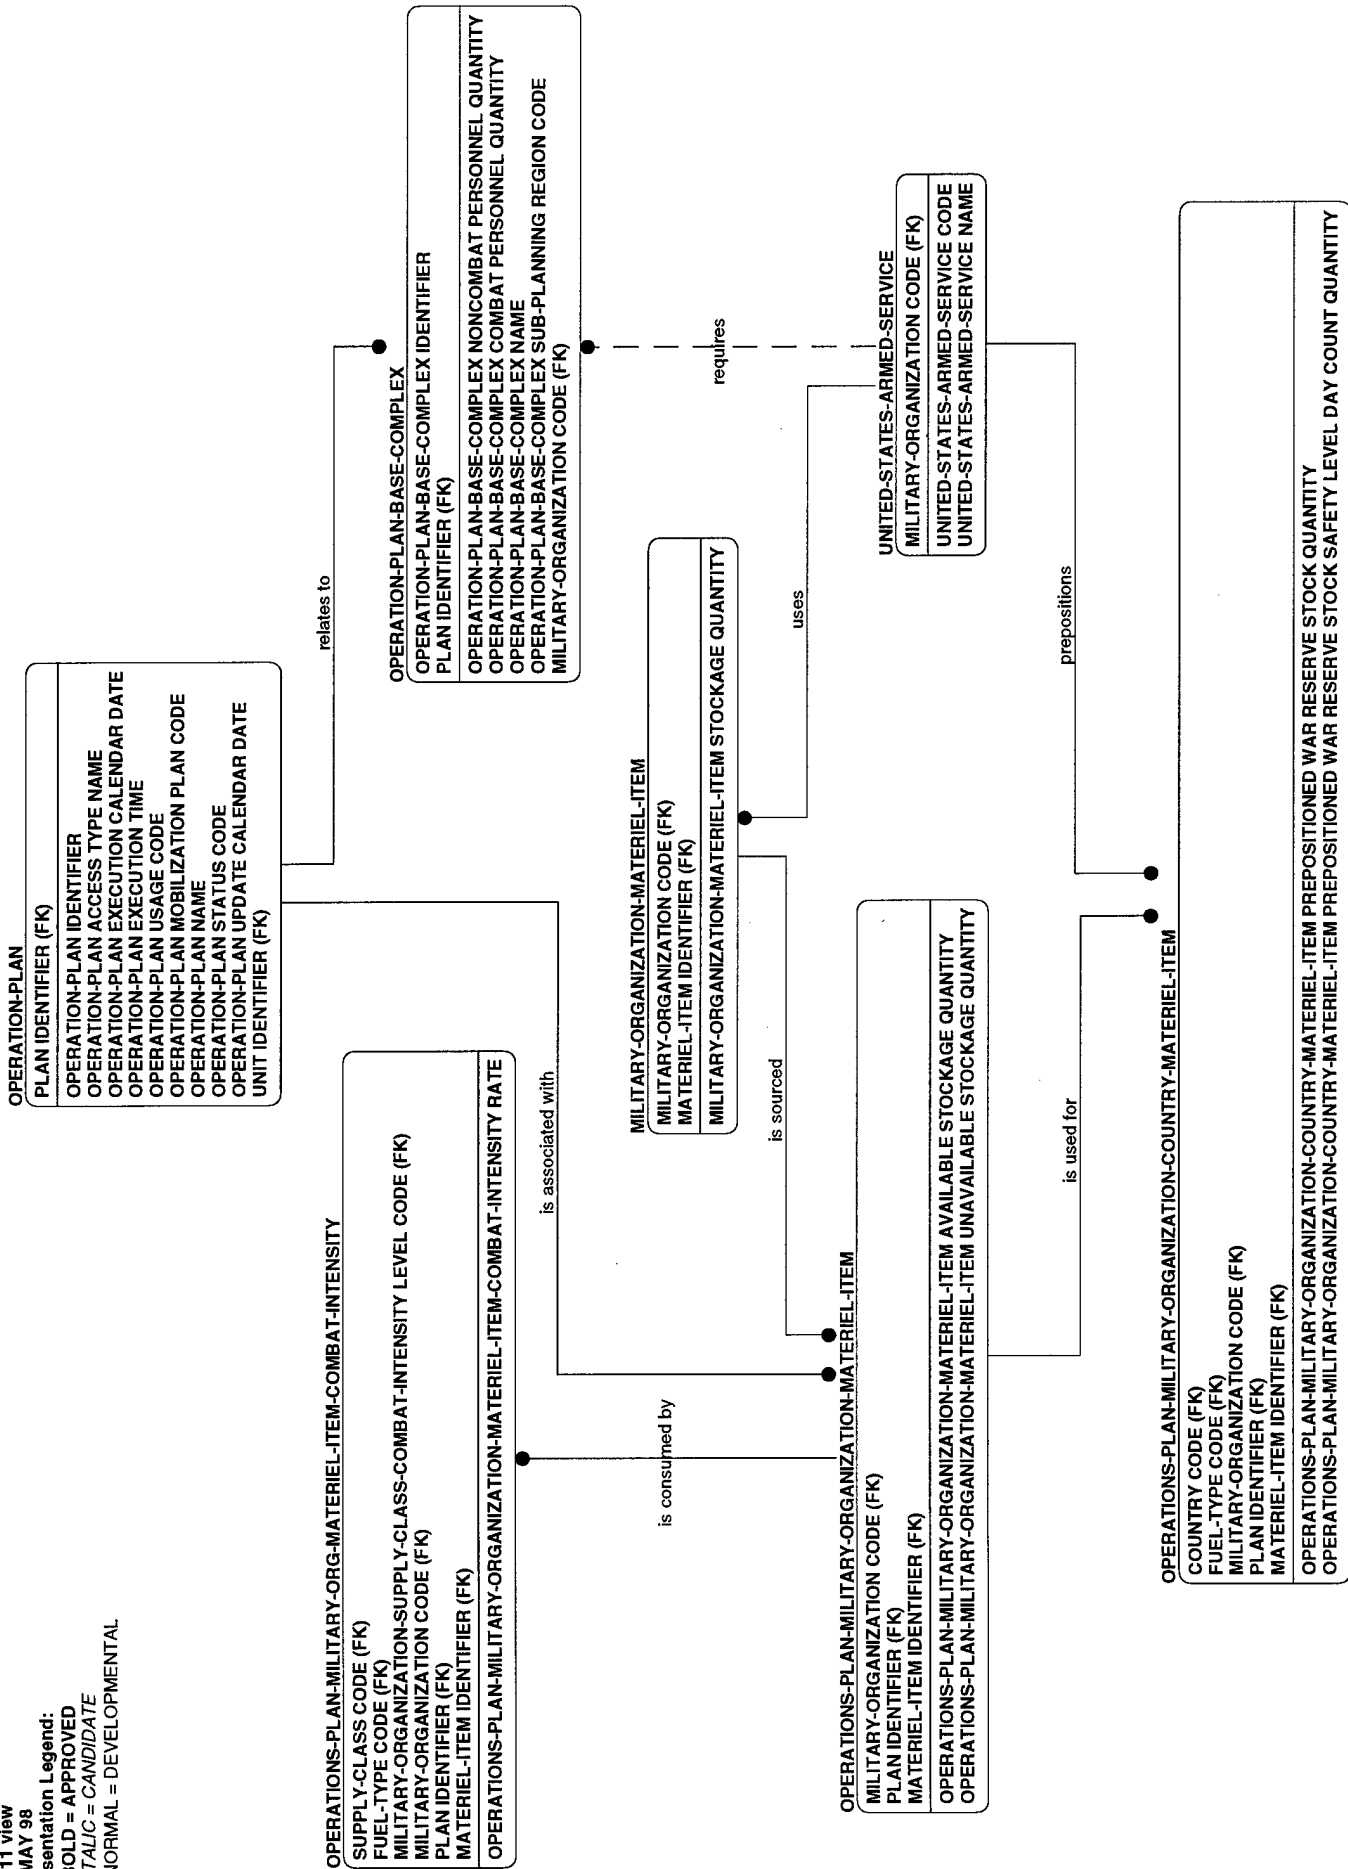 11 view
MAY 98
sentation Legend:
BOLD = APPROVED
TALIC = CANDIDATE
NORMAL = DEVELOPMENTAL
OPERATION-PLAN
PLAN IDENTIFIER (FK)
OPERATION-PLAN IDENTIFIER
OPERATION-PLAN ACCESS TYPE NAME
OPERATION-PLAN EXECUTION CALENDAR DATE
OPERATION-PLAN EXECUTION TIME
OPERATION-PLAN USAGE CODE
OPERATION-PLAN MOBILIZATION PLAN CODE
OPERATION-PLAN NAME
OPERATION-PLAN STATUS CODE
OPERATION-PLAN UPDATE CALENDAR DATE
UNIT IDENTIFIER (FK)
relates to
OPERATIONS-PLAN-MILITARY-ORG-MATERIEL-ITEM-COMBAT-INTENSITY
SUPPLY-CLASS CODE (FK)
FUEL-TYPE CODE (FK)
MILITARY-ORGANIZATION-SUPPLY-CLASS-COMBAT-INTENSITY LEVEL CODE (FK)
MILITARY-ORGANIZATION CODE (FK)
PLAN IDENTIFIER (FK)
MATERIEL-ITEM IDENTIFIER (FK)
OPERATIONS-PLAN-MILITARY-ORGANIZATION-MATERIEL-ITEM-COMBAT-INTENSITY RATE
is associated with
OPERATION-PLAN-BASE-COMPLEX
OPERATION-PLAN-BASE-COMPLEX IDENTIFIER
PLAN IDENTIFIER (FK)
OPERATION-PLAN-BASE-COMPLEX NONCOMBAT PERSONNEL QUANTITY
OPERATION-PLAN-BASE-COMPLEX COMBAT PERSONNEL QUANTITY
OPERATION-PLAN-BASE-COMPLEX NAME
OPERATION-PLAN-BASE-COMPLEX SUB-PLANNING REGION CODE
MILITARY-ORGANIZATION CODE (FK)
requires
MILITARY-ORGANIZATION-MATERIEL-ITEM
MILITARY-ORGANIZATION CODE (FK)
MATERIEL-ITEM IDENTIFIER (FK)
MILITARY-ORGANIZATION-MATERIEL-ITEM STOCKAGE QUANTITY
is consumed by
is sourced
uses
OPERATIONS-PLAN-MILITARY-ORGANIZATION-MATERIEL-ITEM
MILITARY-ORGANIZATION CODE (FK)
PLAN IDENTIFIER (FK)
MATERIEL-ITEM IDENTIFIER (FK)
OPERATIONS-PLAN-MILITARY-ORGANIZATION-MATERIEL-ITEM AVAILABLE STOCKAGE QUANTITY
OPERATIONS-PLAN-MILITARY-ORGANIZATION-MATERIEL-ITEM UNAVAILABLE STOCKAGE QUANTITY
UNITED-STATES-ARMED-SERVICE
MILITARY-ORGANIZATION CODE (FK)
UNITED-STATES-ARMED-SERVICE CODE
UNITED-STATES-ARMED-SERVICE NAME
is used for
prepositions
OPERATIONS-PLAN-MILITARY-ORGANIZATION-COUNTRY-MATERIEL-ITEM
COUNTRY CODE (FK)
FUEL-TYPE CODE (FK)
MILITARY-ORGANIZATION CODE (FK)
PLAN IDENTIFIER (FK)
MATERIEL-ITEM IDENTIFIER (FK)
OPERATIONS-PLAN-MILITARY-ORGANIZATION-COUNTRY-MATERIEL-ITEM PREPOSITIONED WAR RESERVE STOCK QUANTITY
OPERATIONS-PLAN-MILITARY-ORGANIZATION-COUNTRY-MATERIEL-ITEM PREPOSITIONED WAR RESERVE STOCK SAFETY LEVEL DAY COUNT QUANTITY